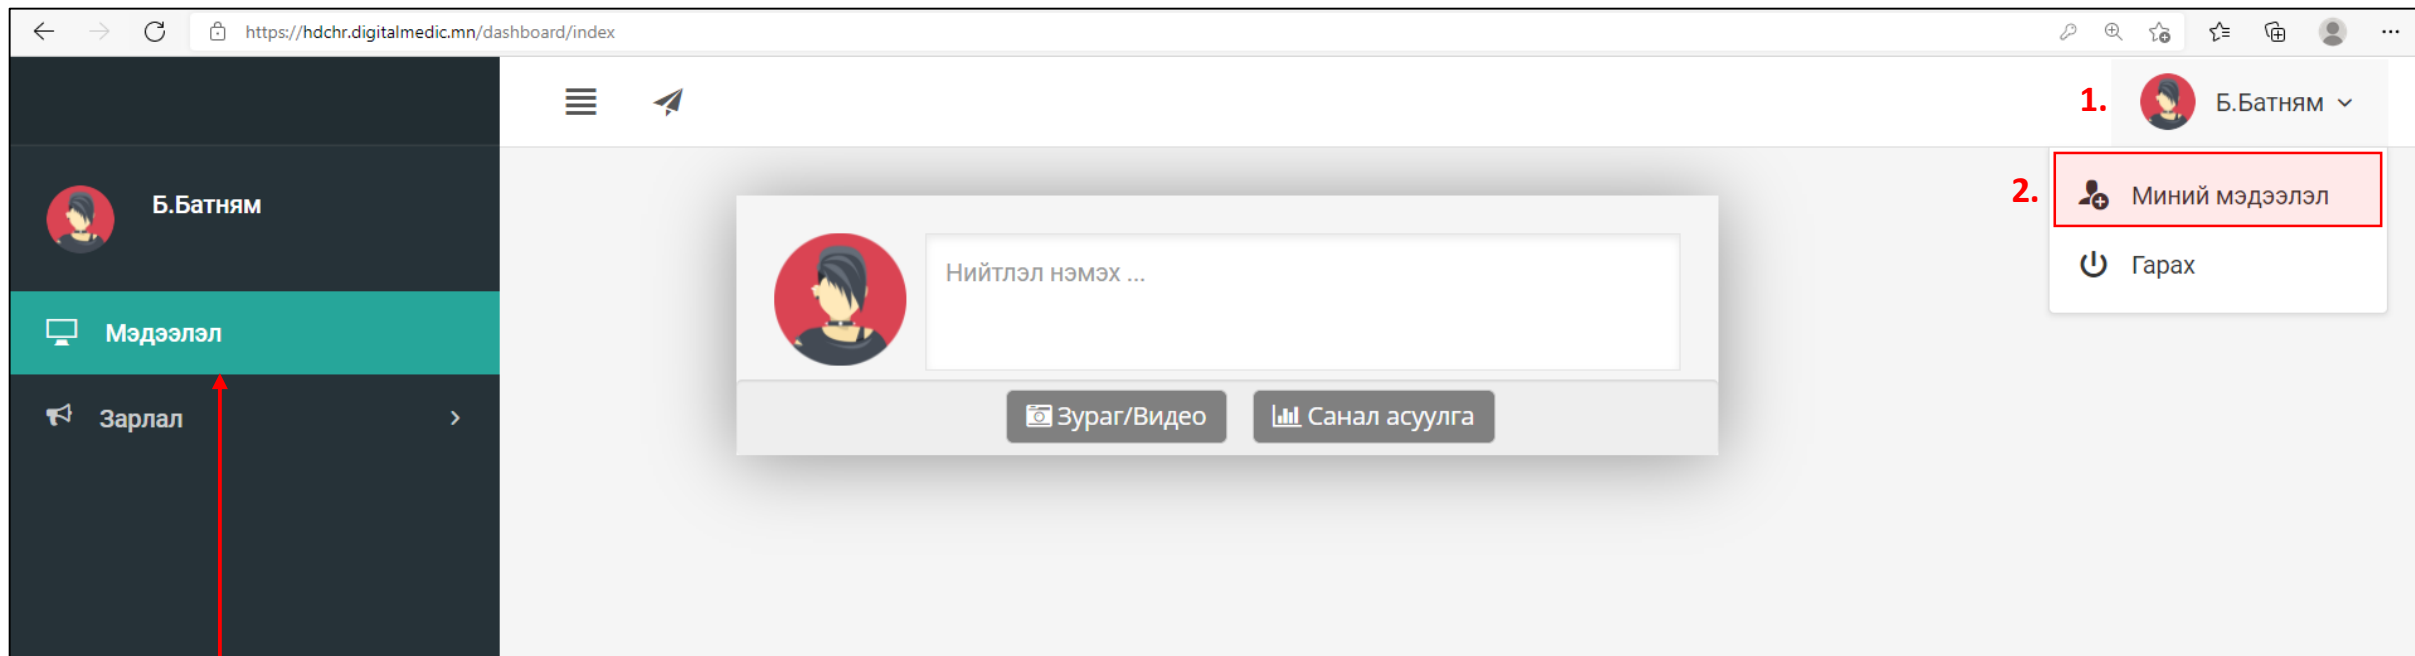 https://hdchr.digitalmedic.mn/dashboard/index
1.
Б.Батням
Б.Батням
2.
Миний мэдээлэл
Гарах
Нийтлэл нэмэх ...
Мэдээлэл
Зарлал
Зураг/Видео
Санал асуулга